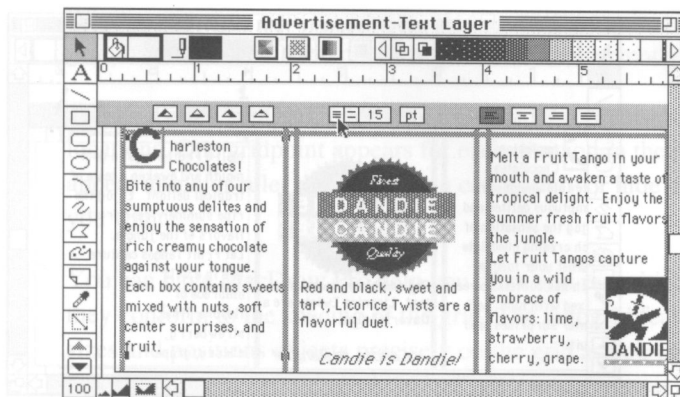 Advertisement-Text Layer
A
0 1 2 3 4 5
15 pt
Charleston
Chocolates!
Bite into any of our
sumptuous delites and
enjoy the sensation of
rich creamy chocolate
against your tongue.
Each box contains sweets
mixed with nuts, soft
center surprises, and
fruit.
Finest
DANDIE
CANDIE
Quality
Red and black, sweet and
tart, Licorice Twists are a
flavorful duet.
Candie is Dandie!
Melt a Fruit Tango in your
mouth and awaken a taste of
tropical delight. Enjoy the
summer fresh fruit flavors
the jungle.
Let Fruit Tangos capture
you in a wild
embrace of
flavors: lime,
strawberry,
cherry, grape.
DANDIE
100